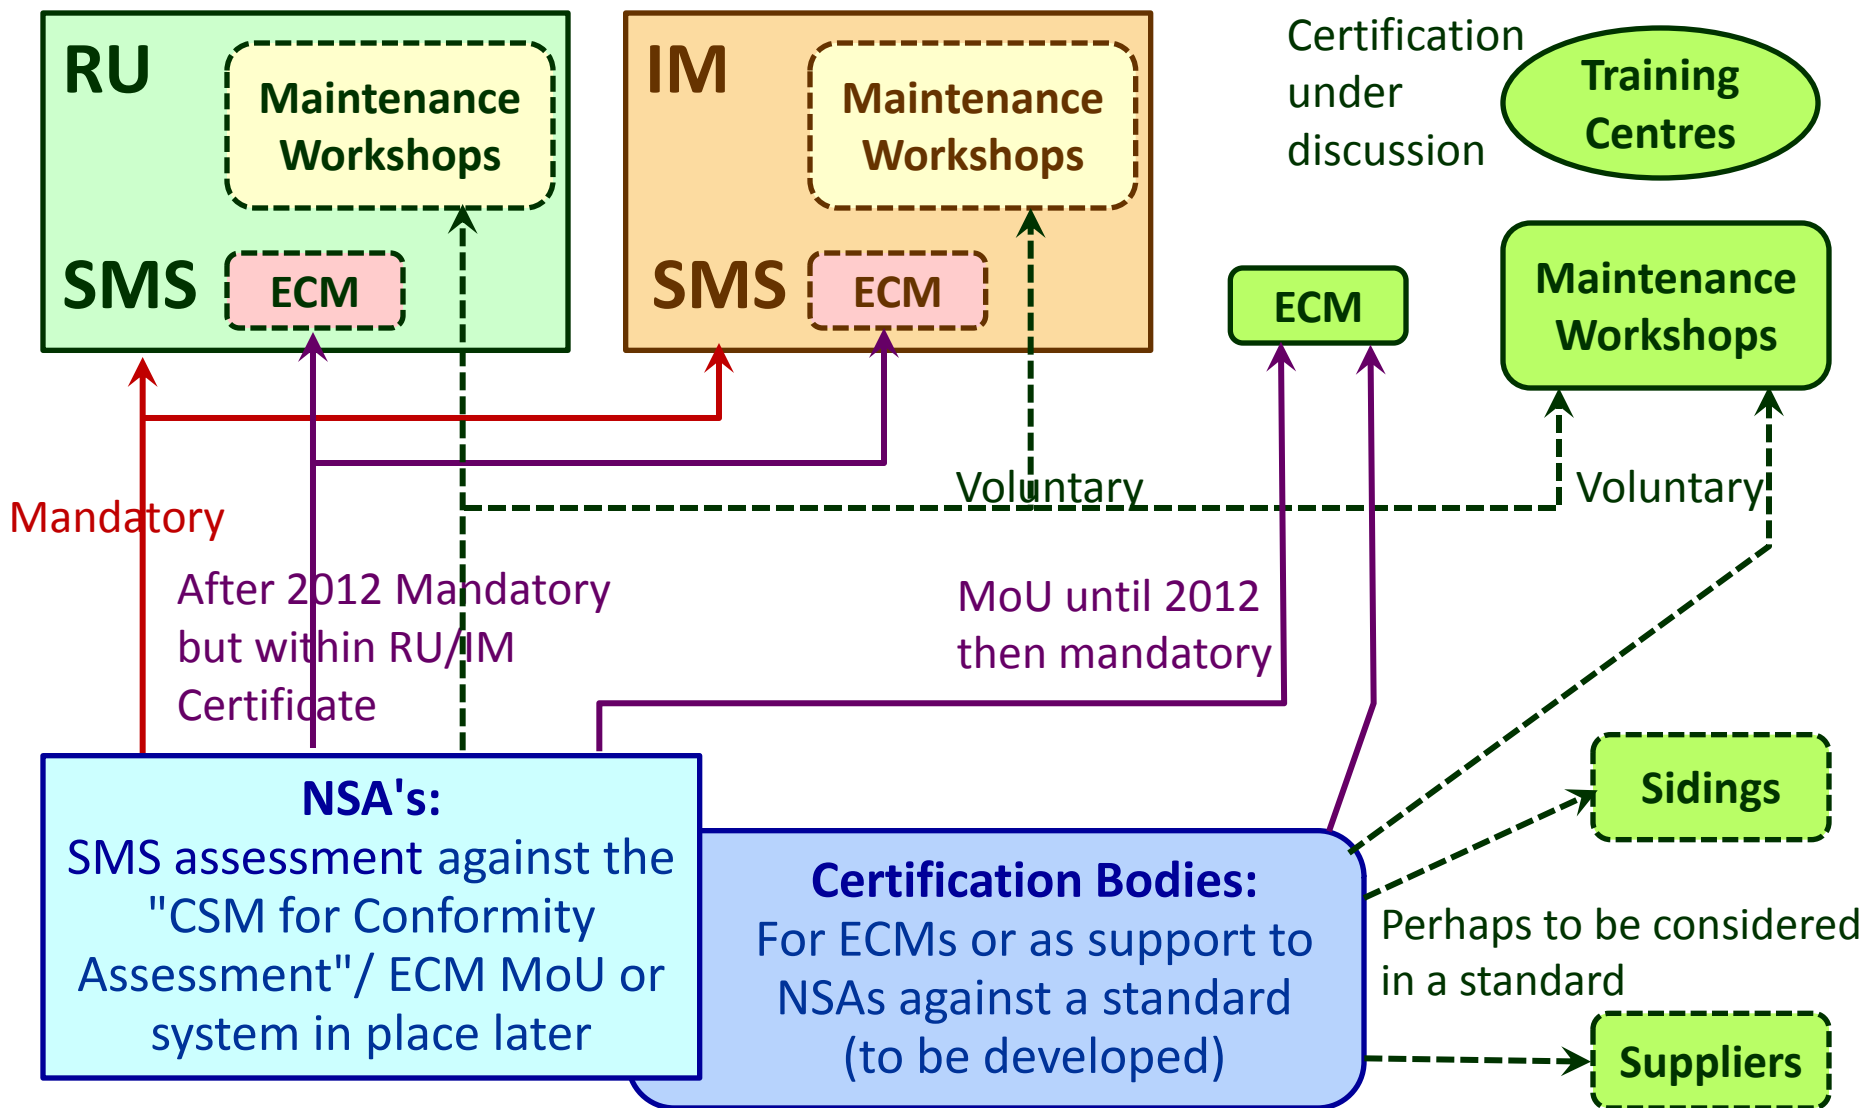 RU
Maintenance
Workshops
SMS
ECM
IM
Maintenance
Workshops
SMS
ECM
Certification
under
discussion
Training
Centres
ECM
Maintenance
Workshops
Mandatory
Voluntary
Voluntary
After 2012 Mandatory
but within RU/IM
Certificate
MoU until 2012
then mandatory
NSA's:
SMS assessment against the
"CSM for Conformity
Assessment"/ ECM MoU or
system in place later
Certification Bodies:
For ECMs or as support to
NSAs against a standard
(to be developed)
Sidings
Perhaps to be considered
in a standard
Suppliers